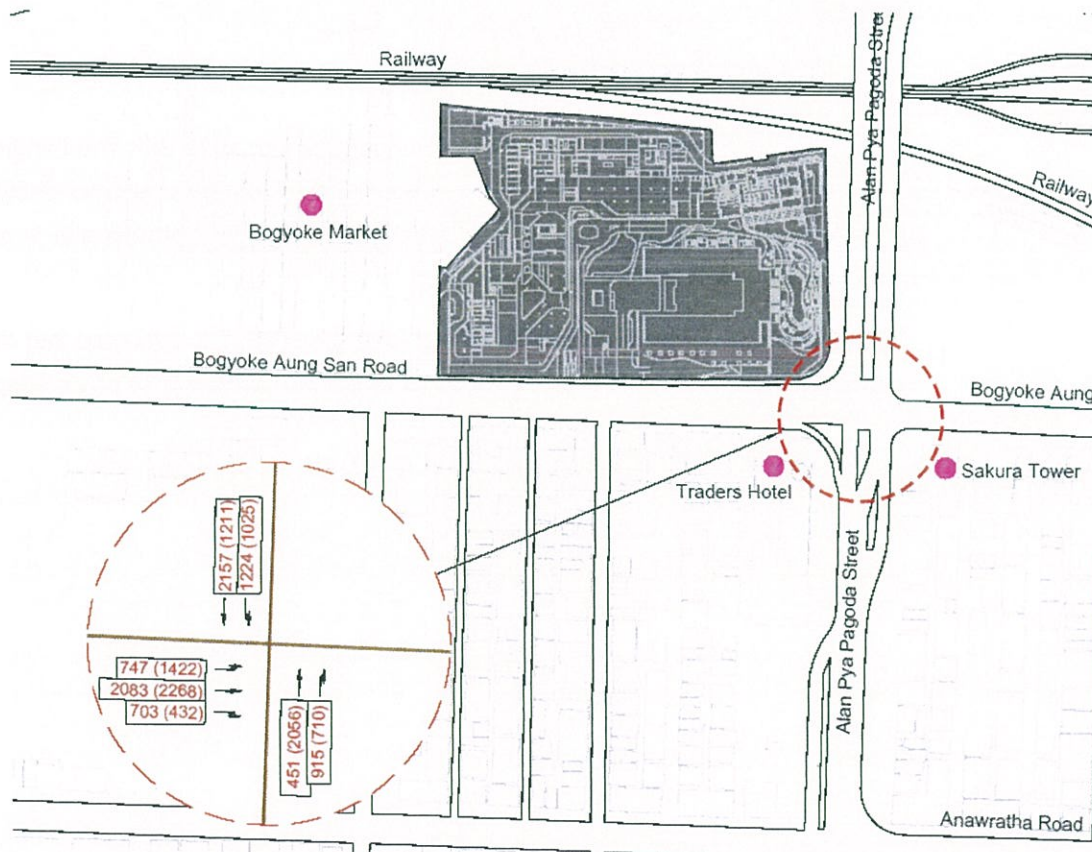 Railway
Alan Pya Pagoda Stree
Railway
Bogyoke Market
Bogyoke Aung San Road
Bogyoke Aung
Traders Hotel
Sakura Tower
2157 (1211)
1224 (1025)
747 (1422)
2083 (2268)
703 (432)
451 (2056)
915 (710)
Alan Pya Pagoda Street
Anawratha Road